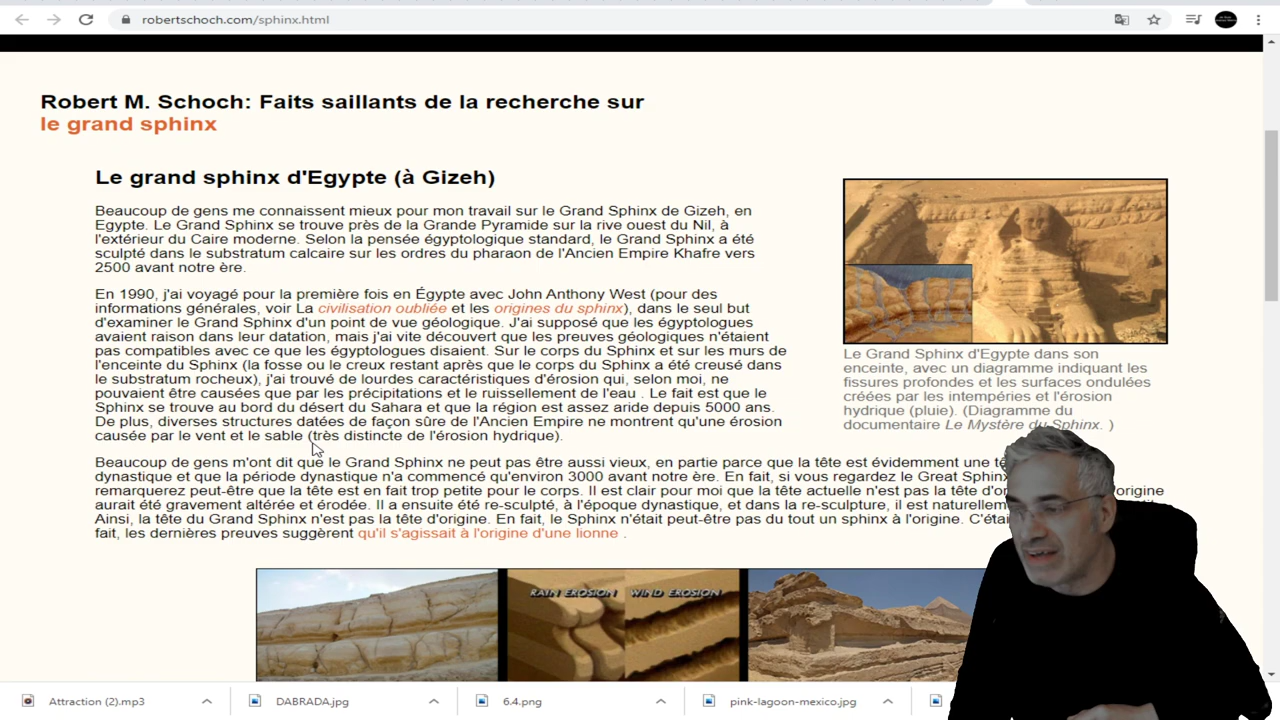 robertschoch.com/sphinx.html
Robert M. Schoch: Faits saillants de la recherche sur
le grand sphinx
Le grand sphinx d'Egypte (à Gizeh)
Beaucoup de gens me connaissent mieux pour mon travail sur le Grand Sphinx de Gizeh, en
Egypte. Le Grand Sphinx se trouve près de la Grande Pyramide sur la rive ouest du Nil, à
l'extérieur du Caire moderne. Selon la pensée égyptologique standard, le Grand Sphinx a été
sculpté dans le substratum calcaire sur les ordres du pharaon de l'Ancien Empire Khafre vers
2500 avant notre ère.
En 1990, j'ai voyagé pour la première fois en Égypte avec John Anthony West (pour des
informations générales, voir La civilisation oubliée et les origines du sphinx), dans le seul but
d'examiner le Grand Sphinx d'un point de vue géologique. J'ai supposé que les égyptologues
avaient raison dans leur datation, mais j'ai vite découvert que les preuves géologiques n'étaient
pas compatibles avec ce que les égyptologues disaient. Sur le corps du Sphinx et sur les murs de
l'enceinte du Sphinx (la fosse ou le creux restant après que le corps du Sphinx a été creusé dans
le substratum rocheux), j'ai trouvé de lourdes caractéristiques d'érosion qui, selon moi, ne
pouvaient être causées que par les précipitations et le ruissellement de l'eau . Le fait est que le
Sphinx se trouve au bord du désert du Sahara et que la région est assez aride depuis 5000 ans.
De plus, diverses structures datées de façon sûre de l'Ancien Empire ne montrent qu'une érosion
causée par le vent et le sable (très distincte de l'érosion hydrique).
Le Grand Sphinx d'Egypte dans son
enceinte, avec un diagramme indiquant les
fissures profondes et les surfaces ondulées
créées par les intempéries et l'érosion
hydrique (pluie). (Diagramme du
documentaire Le Mystère du Sphinx. )
Beaucoup de gens m'ont dit que le Grand Sphinx ne peut pas être aussi vieux, en partie parce que la tête est évidemment une
dynastique et que la période dynastique n'a commencé qu'environ 3000 avant notre ère. En fait, si vous regardez le Great Sphinx
remarquerez peut-être que la tête est en fait trop petite pour le corps. Il est clair pour moi que la tête actuelle n'est pas la tête origine
aurait été gravement altérée et érodée. Il a ensuite été re-sculpté, à l'époque dynastique, et dans la re-sculpture, il est
Ainsi, la tête du Grand Sphinx n'est pas la tête d'origine. En fait, le Sphinx n'était peut-être pas du tout un sphinx à l'origine.
fait, les dernières preuves suggèrent qu'il s'agissait à l'origine d'une lionne .
RAIN EROSION
WIND EROSION
Attraction (2).mp3
DABRADA.jpg
6.4.png
pink-lagoon-mexico.jpg